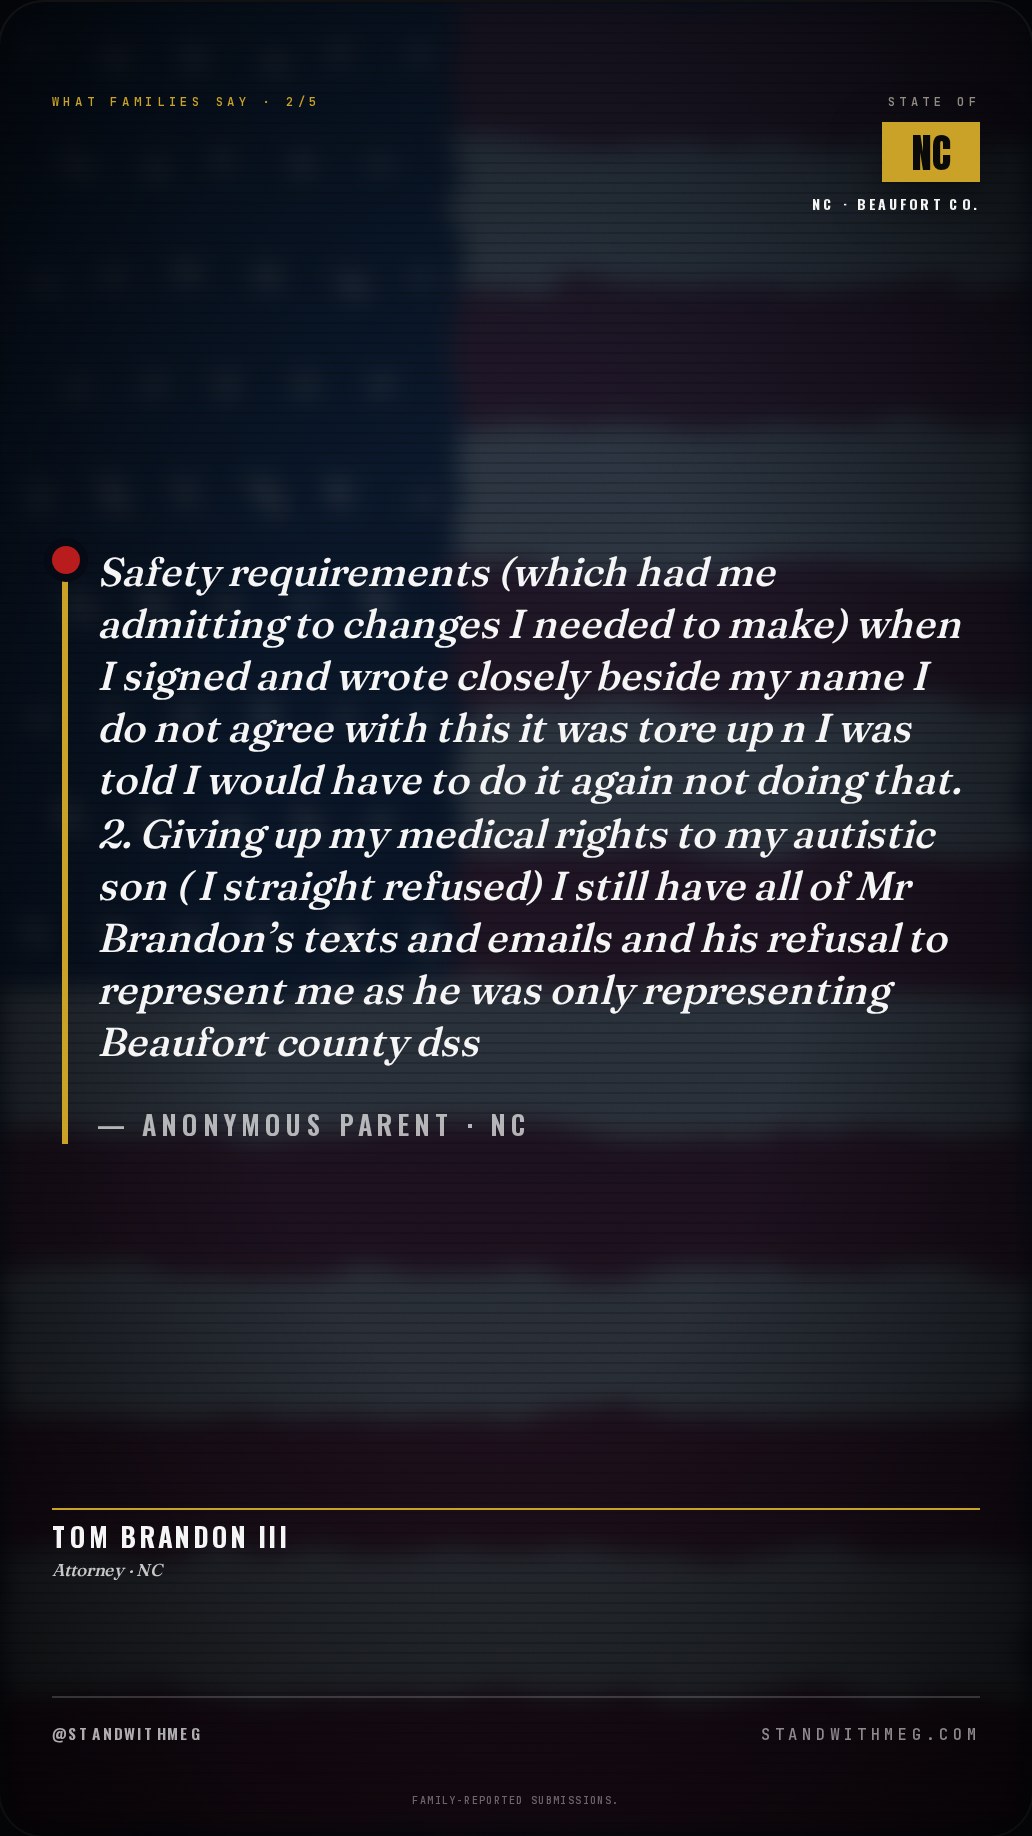 WHAT FAMILIES SAY · 2/5
STATE OF
NC
NC · BEAUFORT CO.
Safety requirements (which had me
admitting to changes I needed to make) when
I signed and wrote closely beside my name I
do not agree with this it was tore up n I was
told I would have to do it again not doing that.
2. Giving up my medical rights to my autistic
son ( I straight refused) I still have all of Mr
Brandon’s texts and emails and his refusal to
represent me as he was only representing
Beaufort county dss
— ANONYMOUS PARENT · NC
TOM BRANDON III
Attorney · NC
@STANDWITHMEG
STANDWITHMEG.COM
FAMILY-REPORTED SUBMISSIONS.